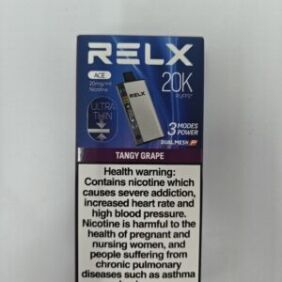 RELX
ACE
20mg/ml
Nicotine
20K
PUFFS*
ULTRA
THIN
RELX
3 MODES
POWER
DUAL MESH
TANGY GRAPE
Health warning:
Contains nicotine which
causes severe addiction,
increased heart rate and
high blood pressure.
Nicotine is harmful to the
health of pregnant and
nursing women, and
people suffering from
chronic pulmonary
diseases such as asthma